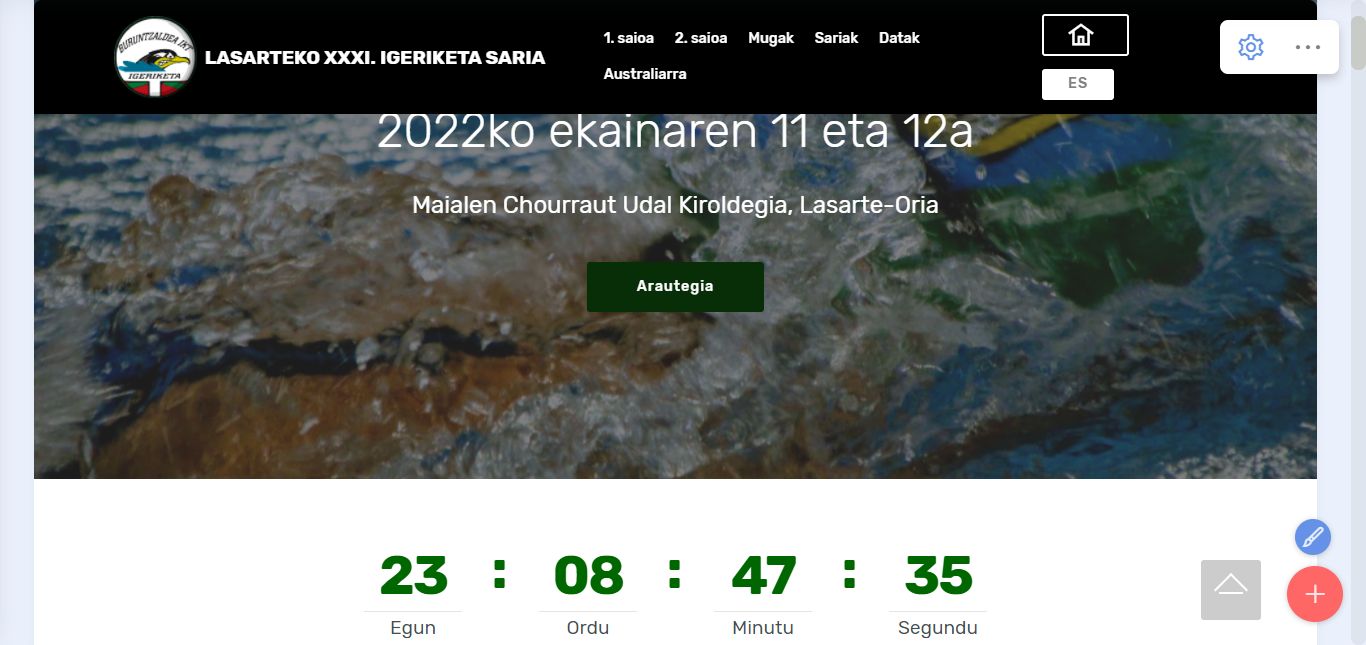 BURUNTZALDEA IKT
IGERIKETA
LASARTEKO XXXI. IGERIKETA SARIA
1. saioa 2. saioa Mugak Sariak Datak
Australiarra
ES
2022ko ekainaren 11 eta 12a
Maialen Chourraut Udal Kiroldegia, Lasarte-Oria
Arautegia
23 : 08 : 47 : 35
Egun Ordu Minutu Segundu